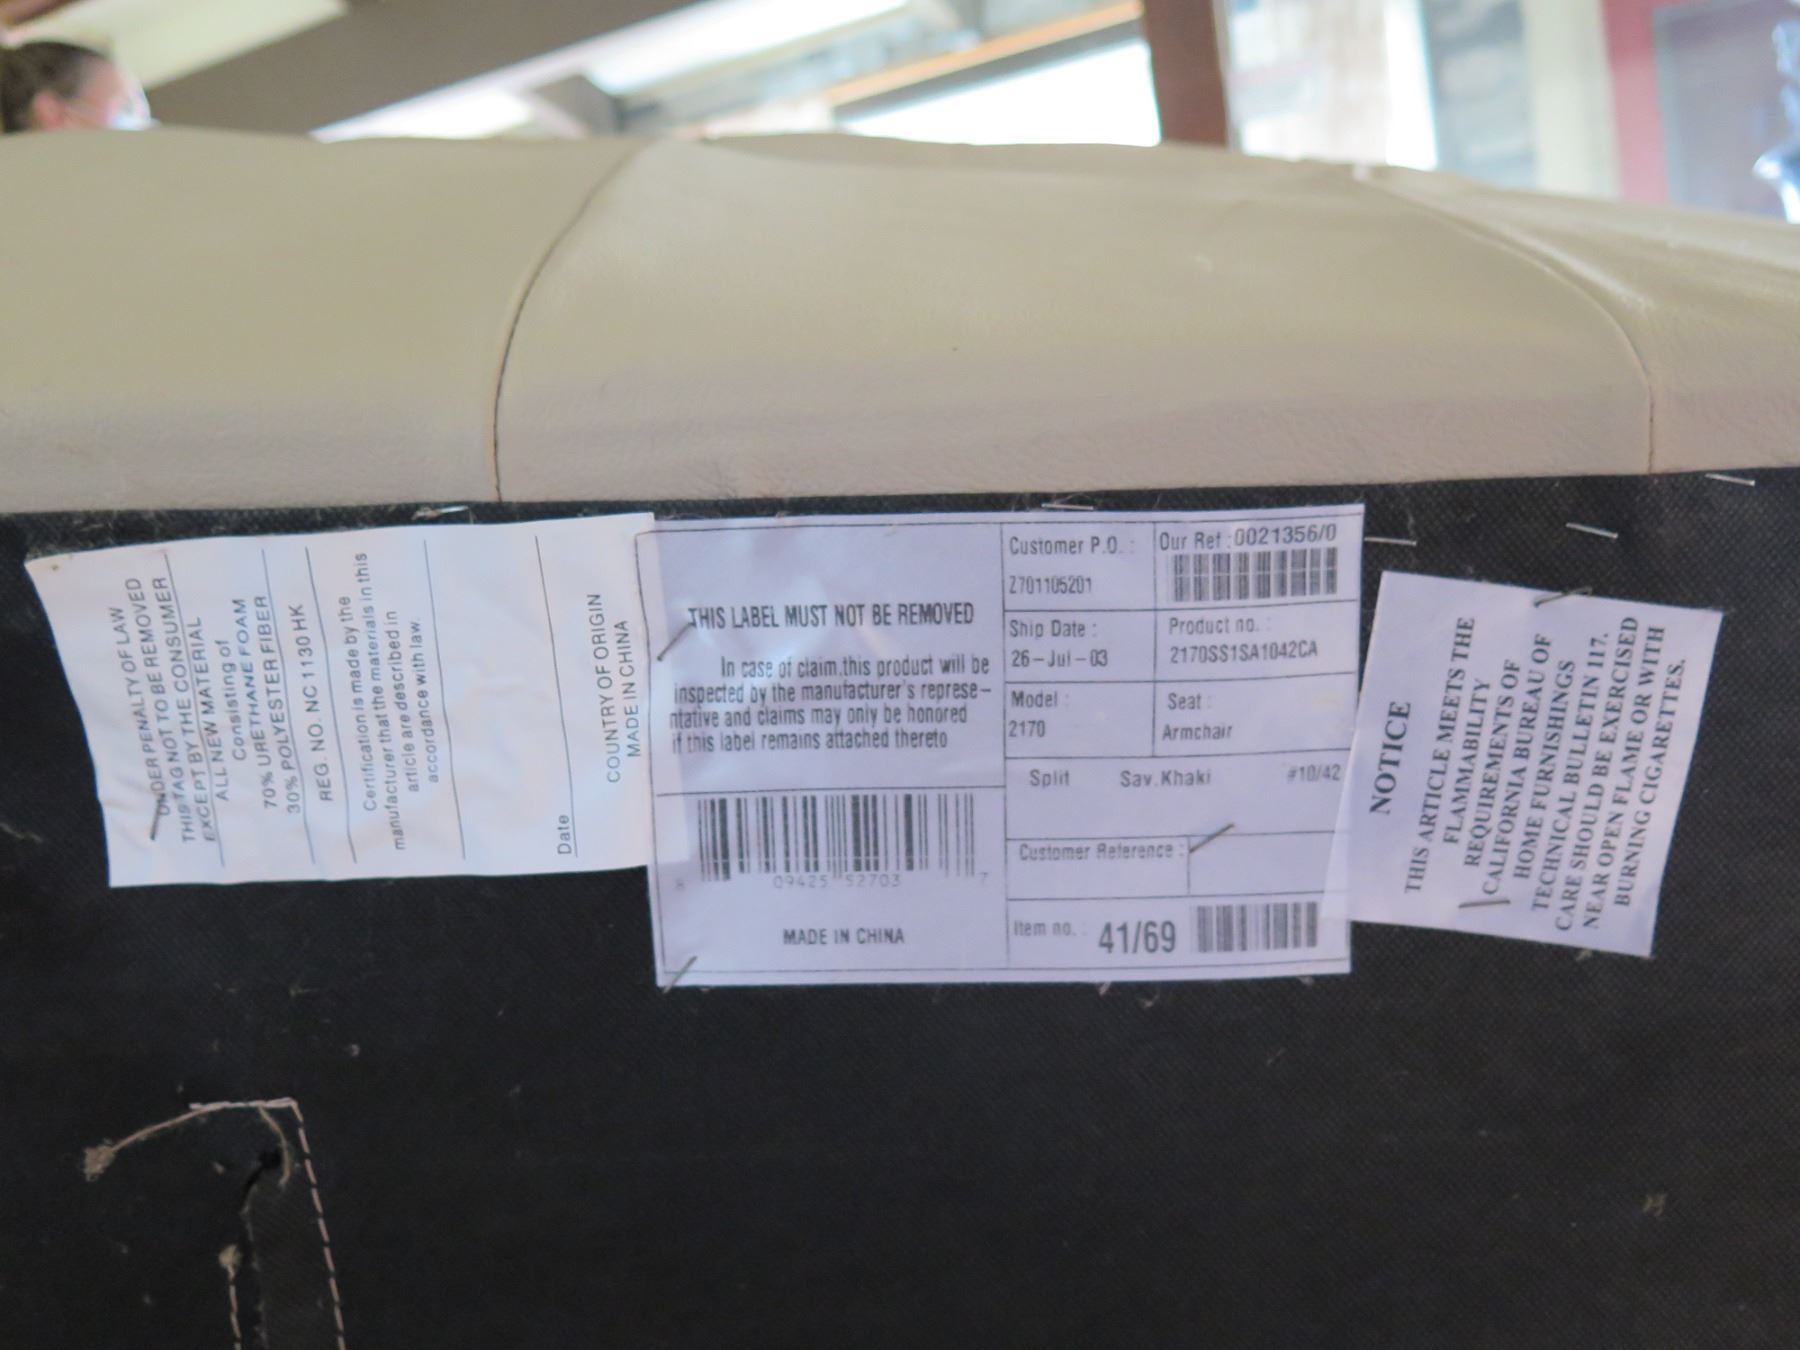 UNDER PENALTY OF LAW
THIS TAG NOT TO BE REMOVED
EXCEPT BY THE CONSUMER
ALL NEW MATERIAL
Consisting of
70% URETHANE FOAM
30% POLYESTER FIBER
REG. NO. NC 1130 HK
Certification is made by the
manufacturer that the materials in this
article are described in
accordance with law.
Date
COUNTRY OF ORIGIN
MADE IN CHINA
THIS LABEL MUST NOT BE REMOVED
In case of claim,this product will be
inspected by the manufacturer's represe-
ntative and claims may only be honored
if this label remains attached thereto
8 09425 52703 7
MADE IN CHINA
Customer P.O. :
Z701105201
Our Ref :0021356/0
Ship Date :
26-Jul-03
Product no. :
2170SS1SA1042CA
Model :
2170
Seat :
Armchair
Split Sav.Khaki #10/42
Customer Reference :
Item no. : 41/69
NOTICE
THIS ARTICLE MEETS THE
FLAMMABILITY
REQUIREMENTS OF
CALIFORNIA BUREAU OF
HOME FURNISHINGS
TECHNICAL BULLETIN 117.
CARE SHOULD BE EXERCISED
NEAR OPEN FLAME OR WITH
BURNING CIGARETTES.